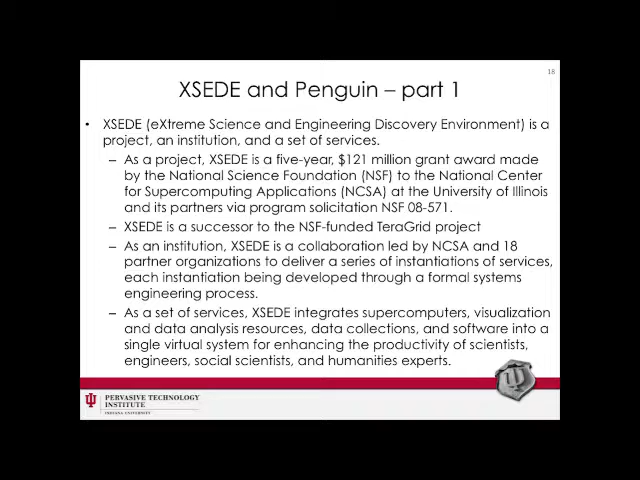 18
XSEDE and Penguin – part 1
• XSEDE (eXtreme Science and Engineering Discovery Environment) is a
project, an institution, and a set of services.
– As a project, XSEDE is a five-year, $121 million grant award made
by the National Science Foundation (NSF) to the National Center
for Supercomputing Applications (NCSA) at the University of Illinois
and its partners via program solicitation NSF 08-571.
– XSEDE is a successor to the NSF-funded TeraGrid project
– As an institution, XSEDE is a collaboration led by NCSA and 18
partner organizations to deliver a series of instantiations of services,
each instantiation being developed through a formal systems
engineering process.
– As a set of services, XSEDE integrates supercomputers, visualization
and data analysis resources, data collections, and software into a
single virtual system for enhancing the productivity of scientists,
engineers, social scientists, and humanities experts.
PERVASIVE TECHNOLOGY
INSTITUTE
INDIANA UNIVERSITY